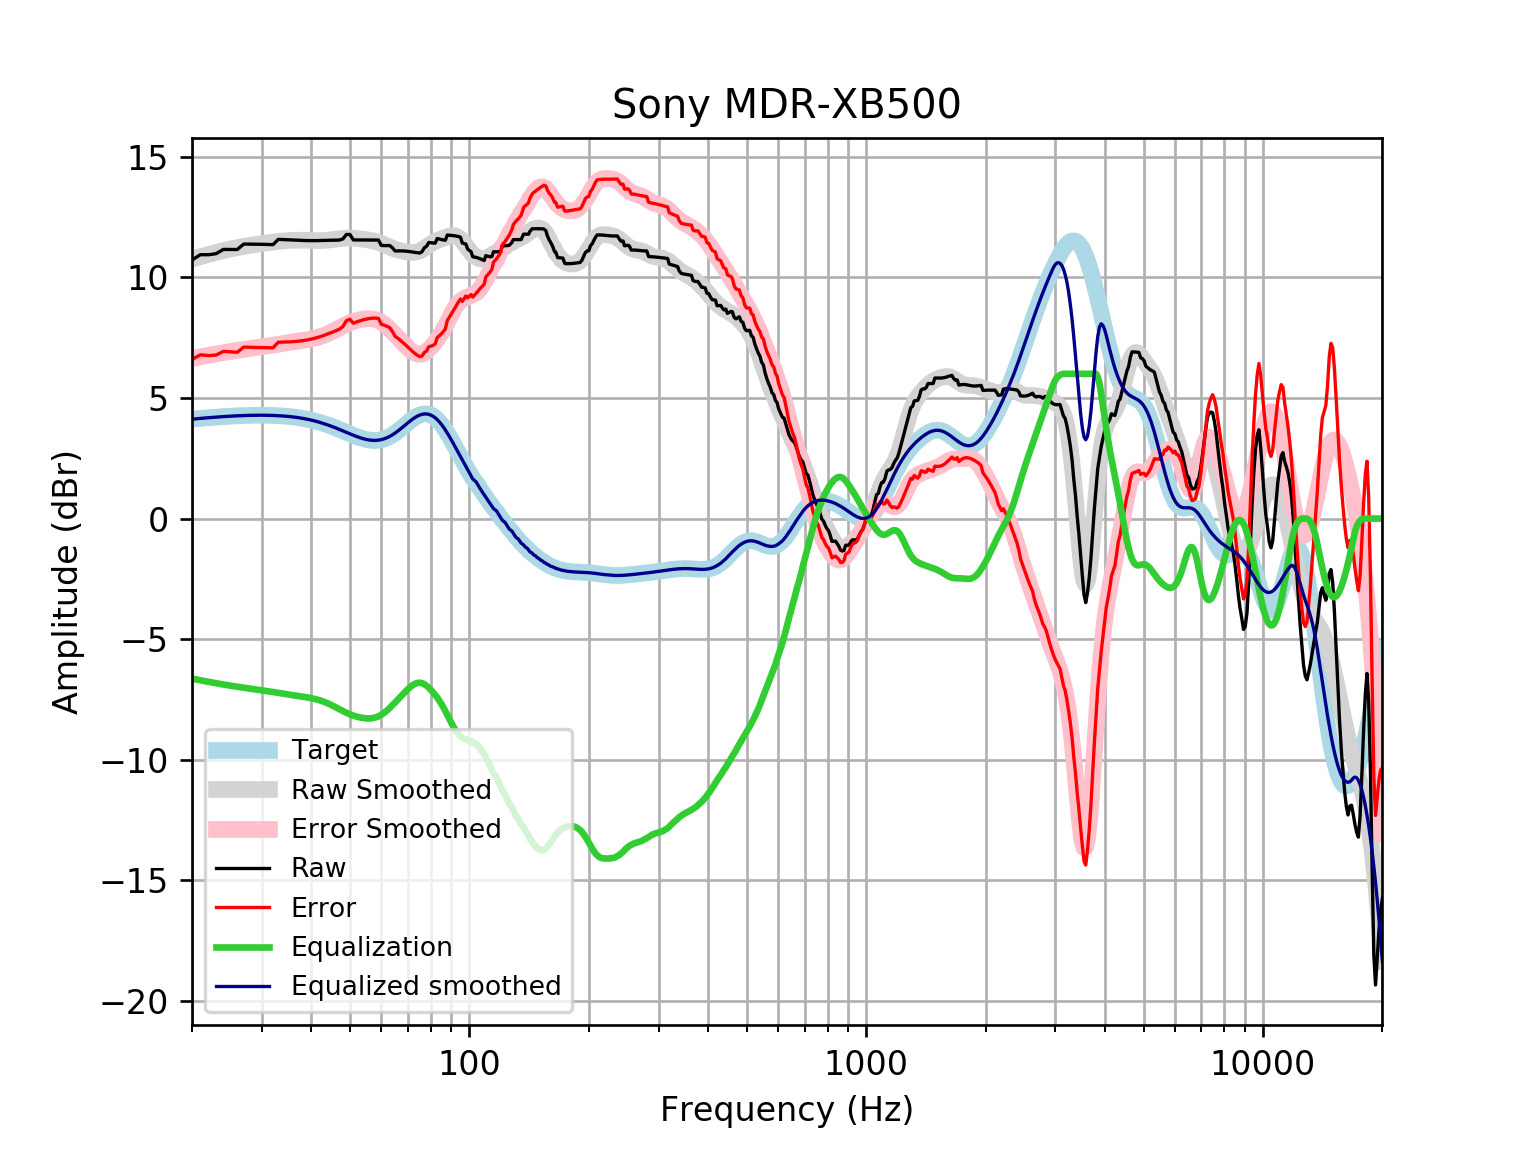 Sony MDR-XB500
15
10
5
0
−5
−10
−15
−20
Amplitude (dBr)
Target
Raw Smoothed
Error Smoothed
Raw
Error
Equalization
Equalized smoothed
100
1000
10000
Frequency (Hz)